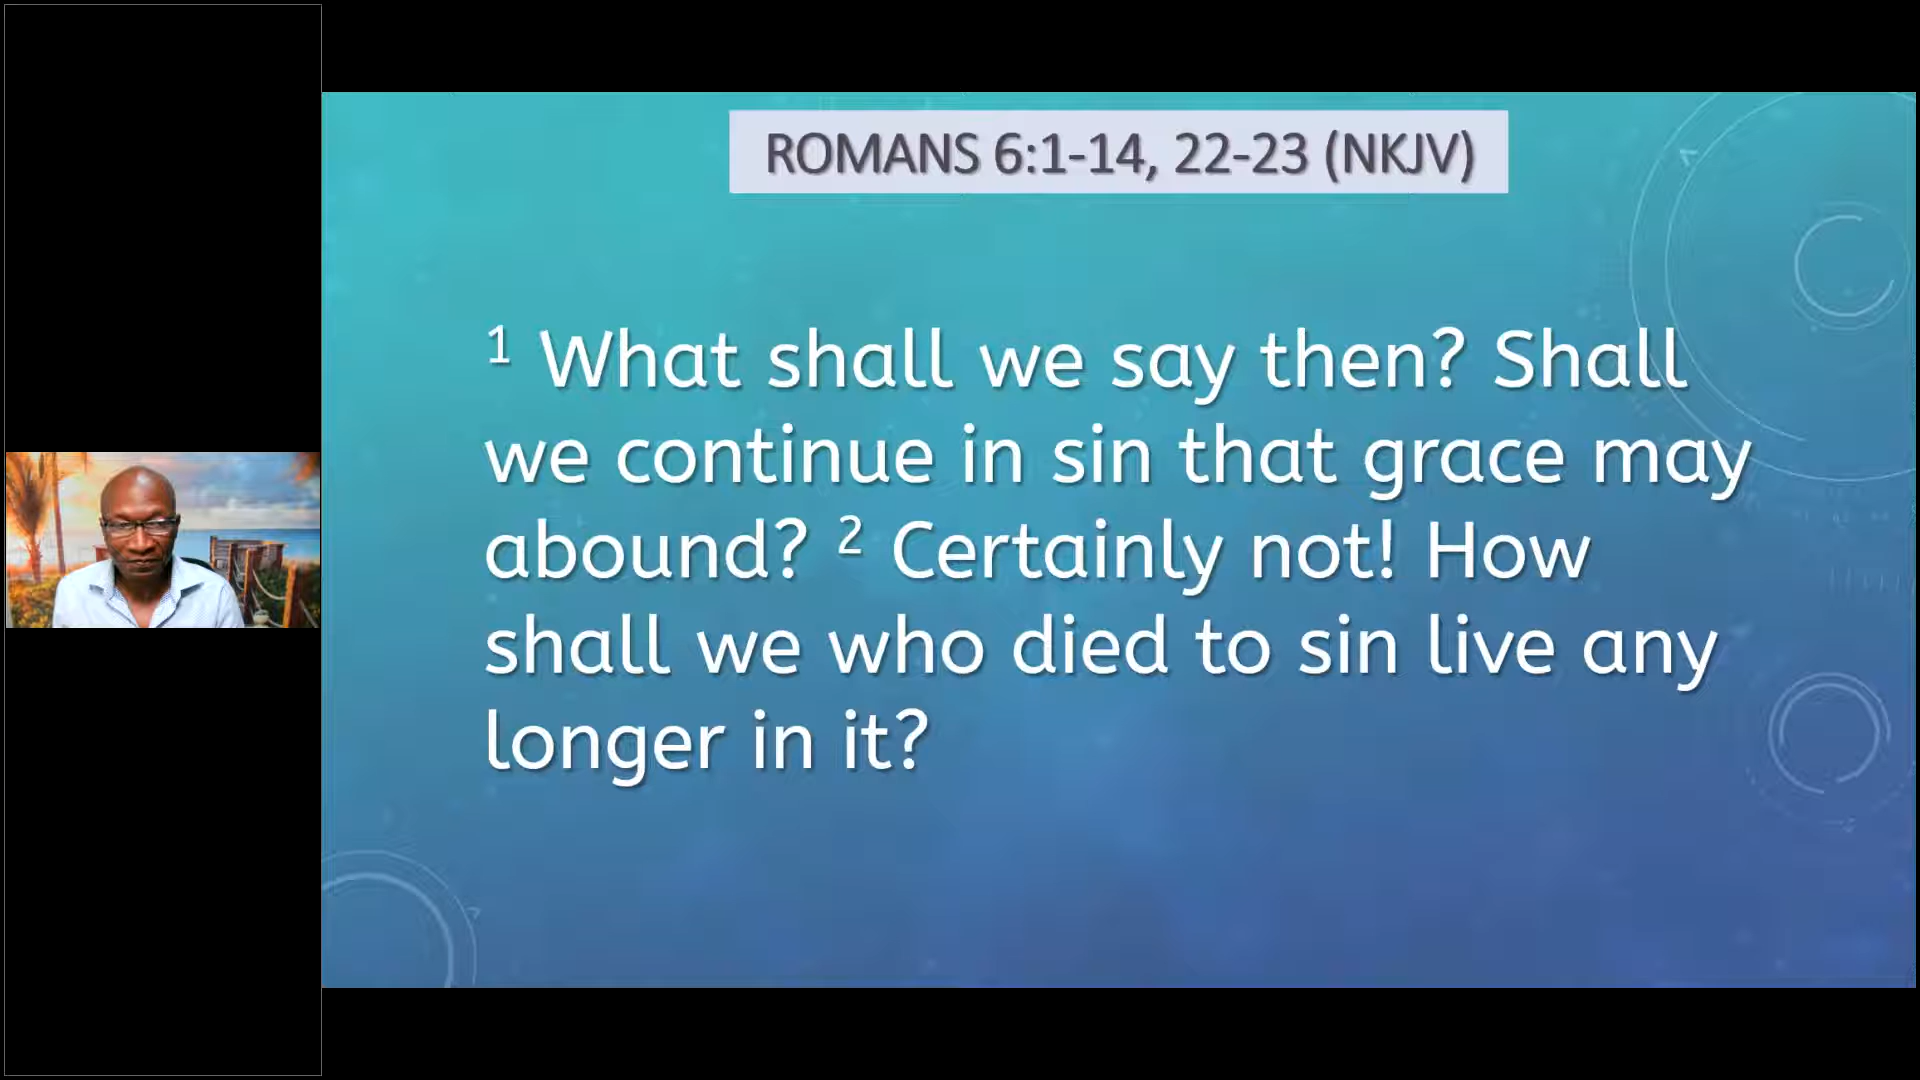 ROMANS 6:1-14, 22-23 (NKJV)
1 What shall we say then? Shall
we continue in sin that grace may
abound? 2 Certainly not! How
shall we who died to sin live any
longer in it?